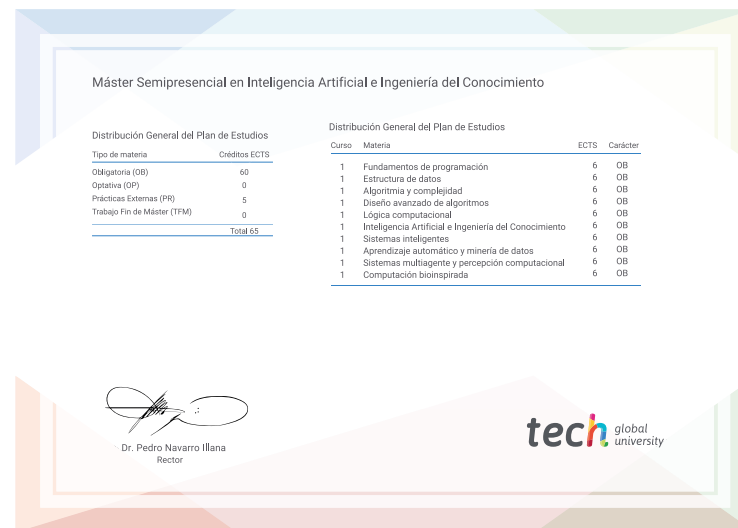 Máster Semipresencial en Inteligencia Artificial e Ingeniería del Conocimiento
Distribución General del Plan de Estudios
Tipo de materia Créditos ECTS
Obligatoria (OB) 60
Optativa (OP) 0
Prácticas Externas (PR) 5
Trabajo Fin de Máster (TFM) 0
Total 65
Distribución General del Plan de Estudios
Curso Materia ECTS Carácter
1 Fundamentos de programación 6 OB
1 Estructura de datos 6 OB
1 Algoritmia y complejidad 6 OB
1 Diseño avanzado de algoritmos 6 OB
1 Lógica computacional 6 OB
1 Inteligencia Artificial e Ingeniería del Conocimiento 6 OB
1 Sistemas inteligentes 6 OB
1 Aprendizaje automático y minería de datos 6 OB
1 Sistemas multiagente y percepción computacional 6 OB
1 Computación bioinspirada 6 OB
Dr. Pedro Navarro Illana
Rector
tech global
university